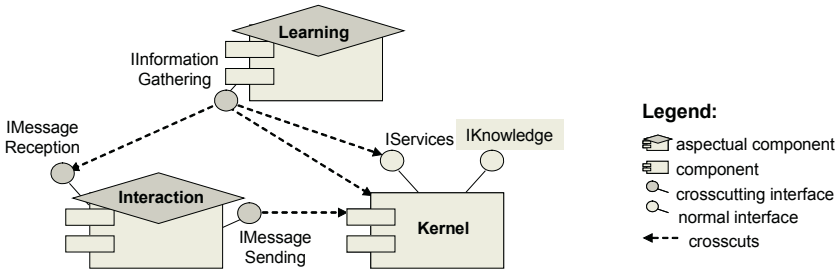 Learning
IInformation
Gathering
IMessage
Reception
IServices
IKnowledge
Interaction
IMessage
Sending
Kernel
Legend:
aspectual component
component
crosscutting interface
normal interface
crosscuts